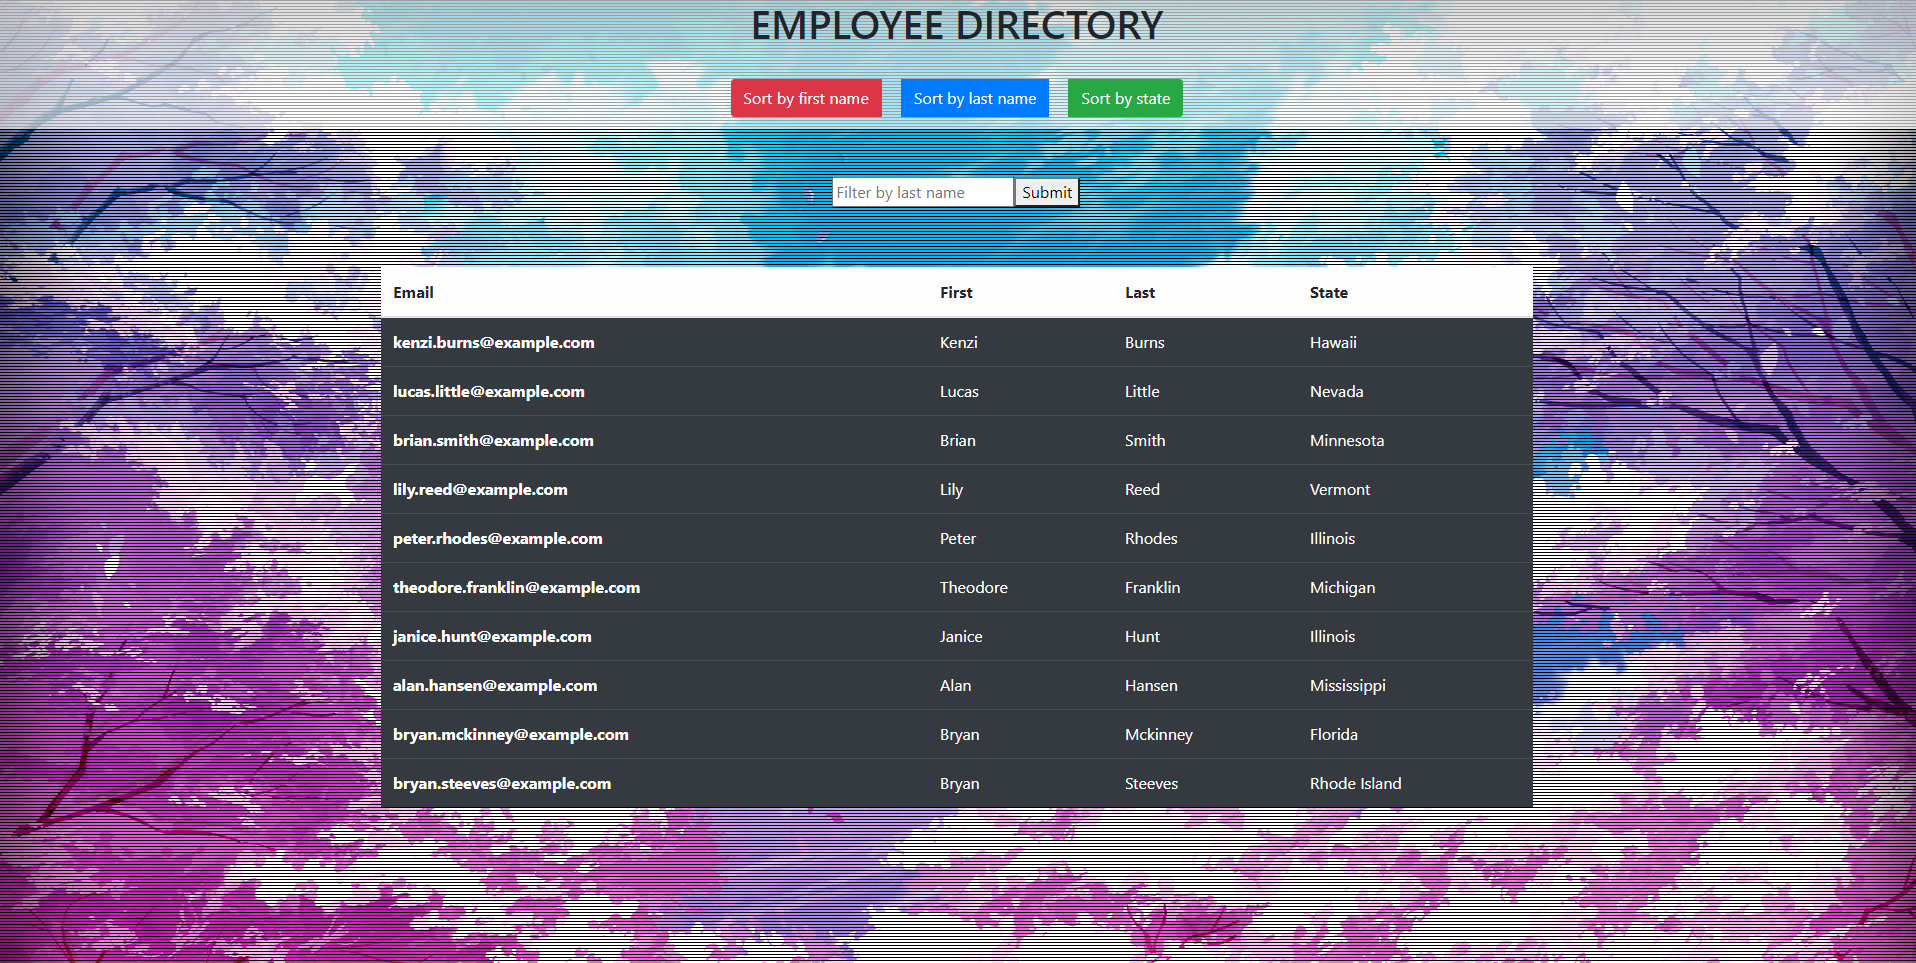 EMPLOYEE DIRECTORY
Sort by first name Sort by last name Sort by state
Filter by last name Submit
Email First Last State
kenzi.burns@example.com Kenzi Burns Hawaii
lucas.little@example.com Lucas Little Nevada
brian.smith@example.com Brian Smith Minnesota
lily.reed@example.com Lily Reed Vermont
peter.rhodes@example.com Peter Rhodes Illinois
theodore.franklin@example.com Theodore Franklin Michigan
janice.hunt@example.com Janice Hunt Illinois
alan.hansen@example.com Alan Hansen Mississippi
bryan.mckinney@example.com Bryan Mckinney Florida
bryan.steeves@example.com Bryan Steeves Rhode Island